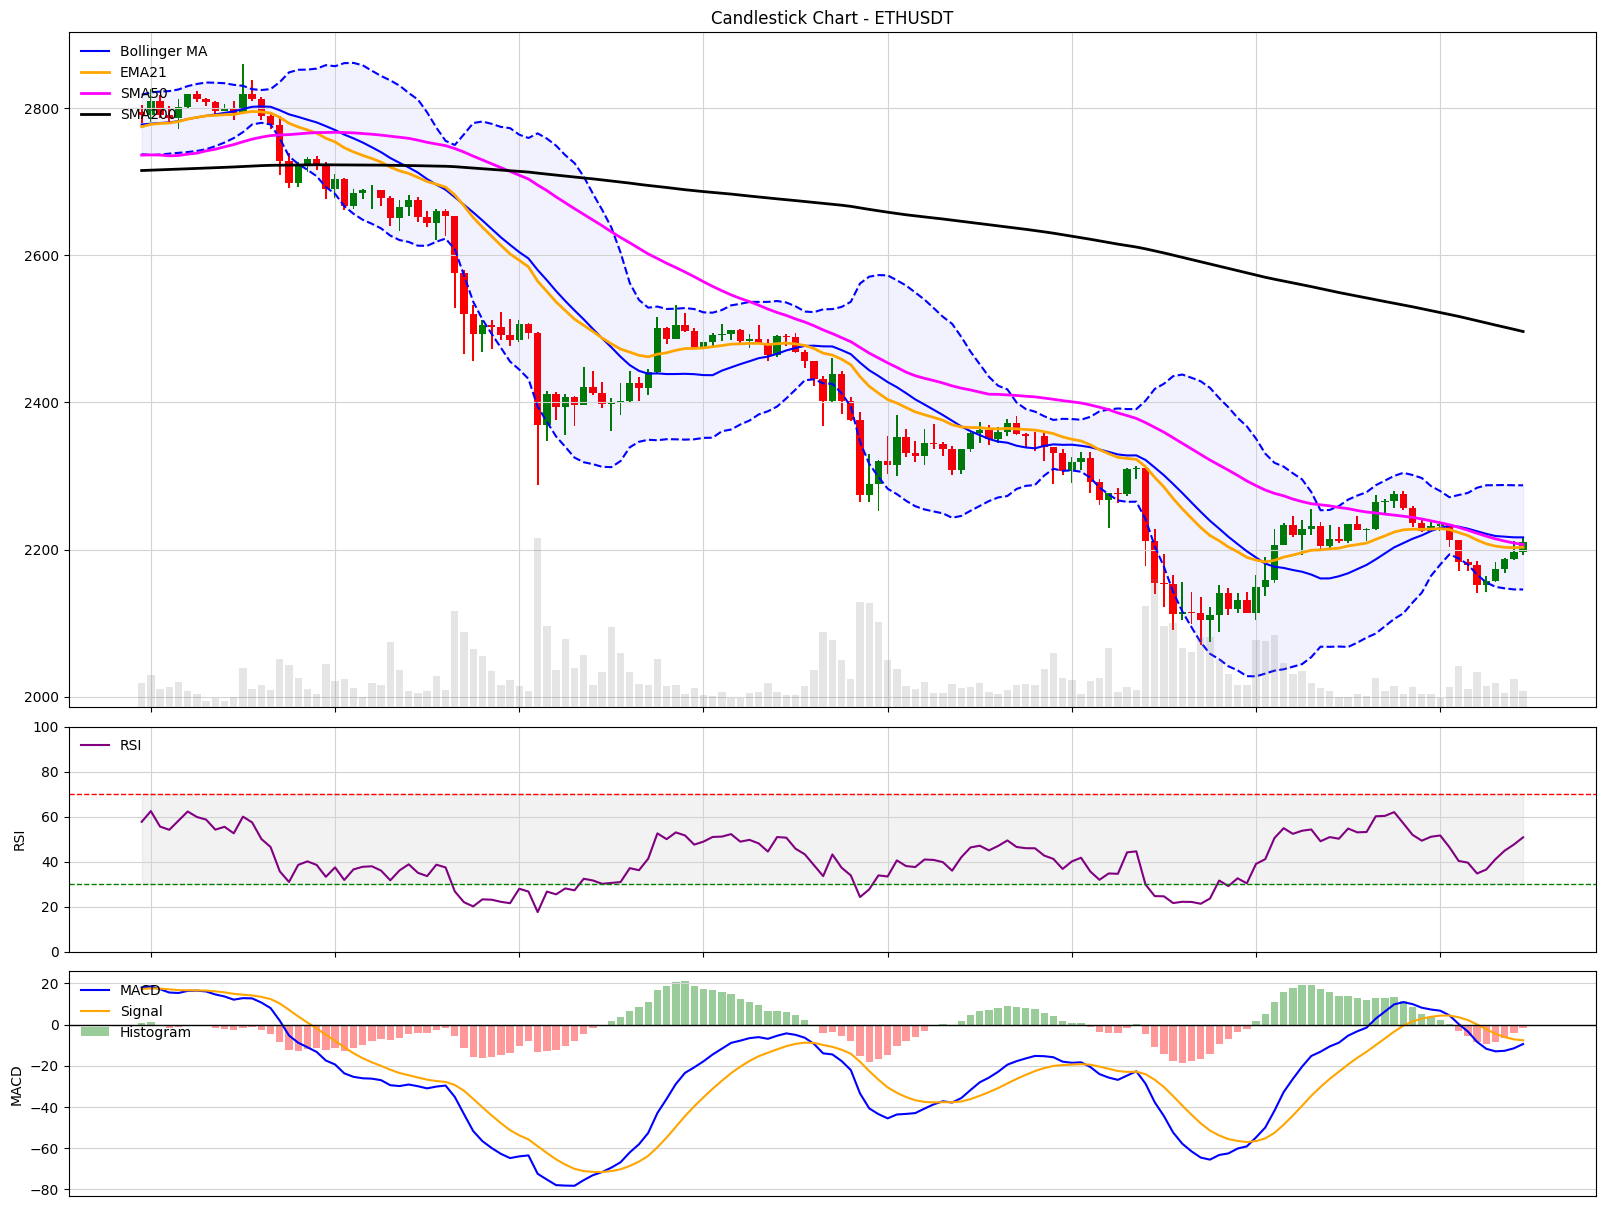 Candlestick Chart - ETHUSDT
Bollinger MA
EMA21
SMA50
SMA200
2800
2600
2400
2200
2000
RSI
100
80
60
40
20
0
RSI
MACD
Signal
Histogram
20
0
−20
−40
−60
−80
MACD